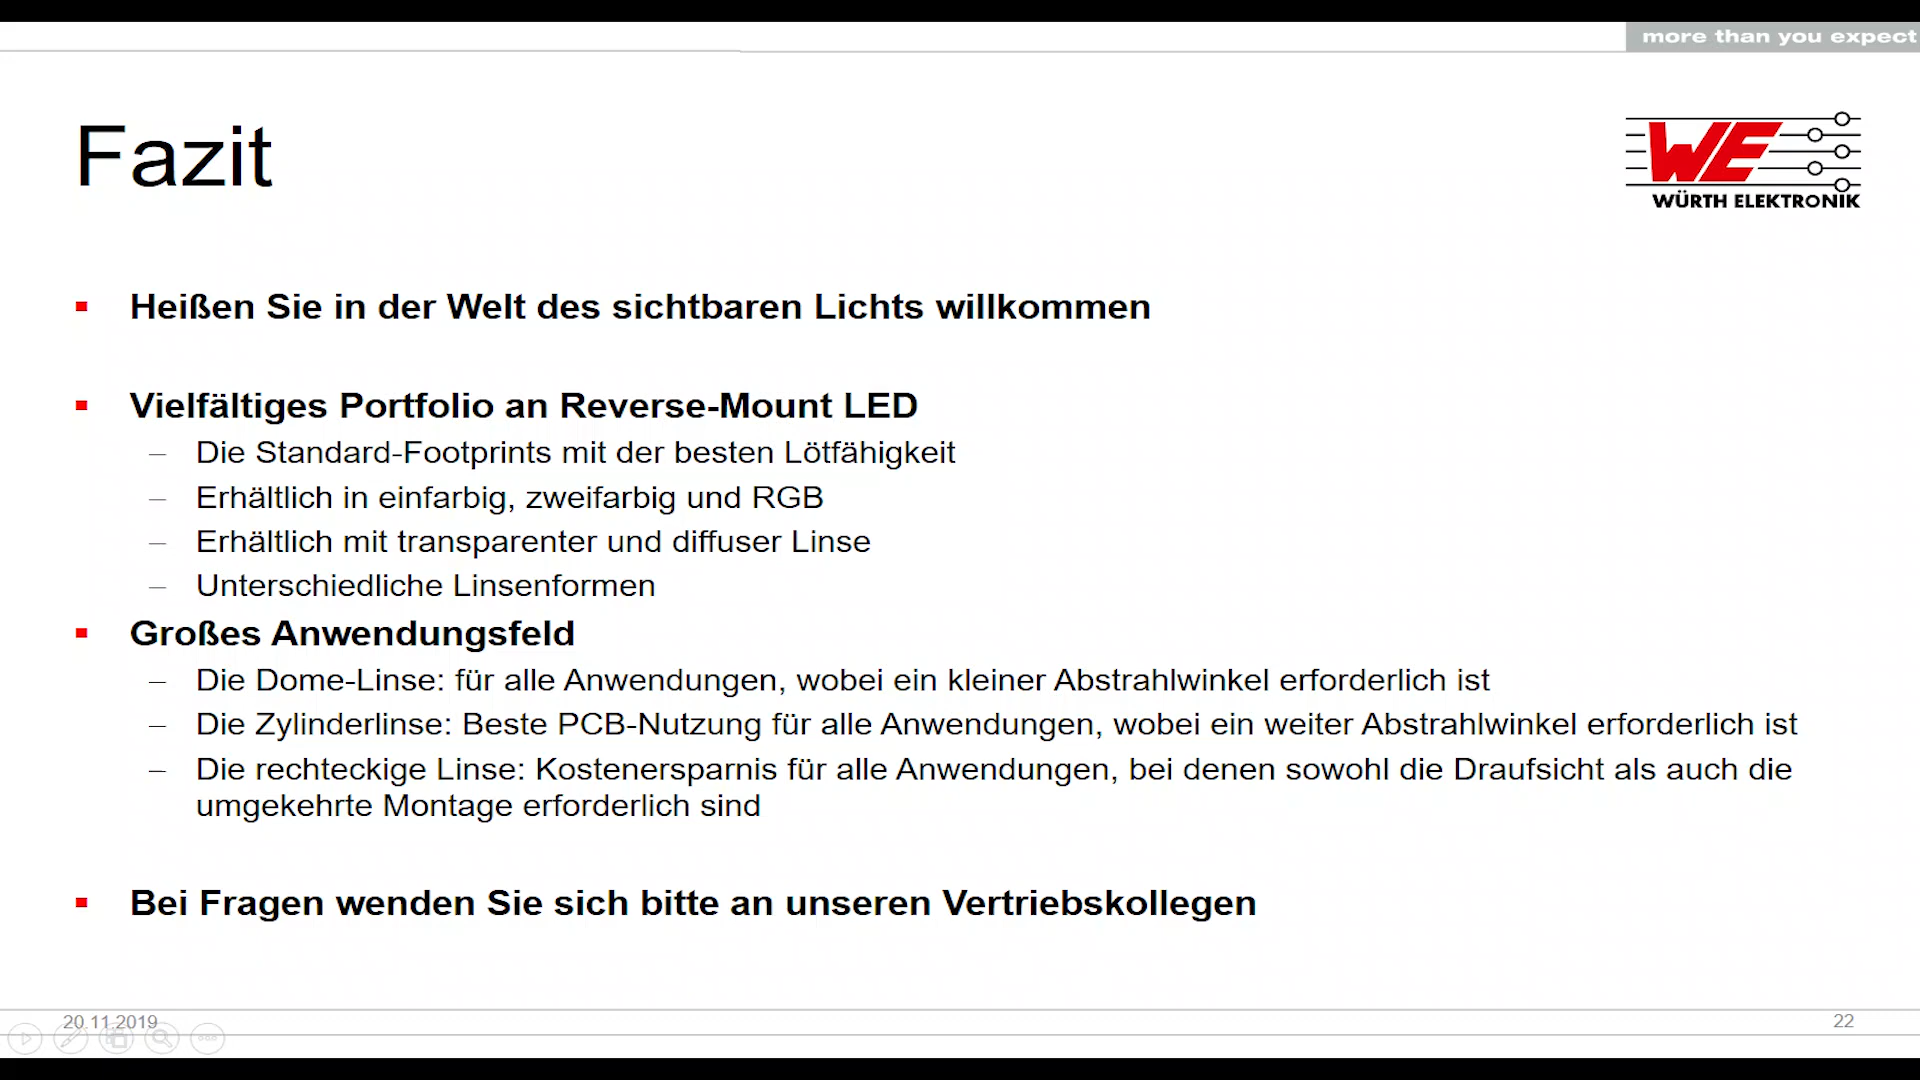 more than you expect
Fazit
WE
WÜRTH ELEKTRONIK
▪ Heißen Sie in der Welt des sichtbaren Lichts willkommen
▪ Vielfältiges Portfolio an Reverse-Mount LED
– Die Standard-Footprints mit der besten Lötfähigkeit
– Erhältlich in einfarbig, zweifarbig und RGB
– Erhältlich mit transparenter und diffuser Linse
– Unterschiedliche Linsenformen
▪ Großes Anwendungsfeld
– Die Dome-Linse: für alle Anwendungen, wobei ein kleiner Abstrahlwinkel erforderlich ist
– Die Zylinderlinse: Beste PCB-Nutzung für alle Anwendungen, wobei ein weiter Abstrahlwinkel erforderlich ist
– Die rechteckige Linse: Kostenersparnis für alle Anwendungen, bei denen sowohl die Draufsicht als auch die
umgekehrte Montage erforderlich sind
▪ Bei Fragen wenden Sie sich bitte an unseren Vertriebskollegen
20.11.2019
22